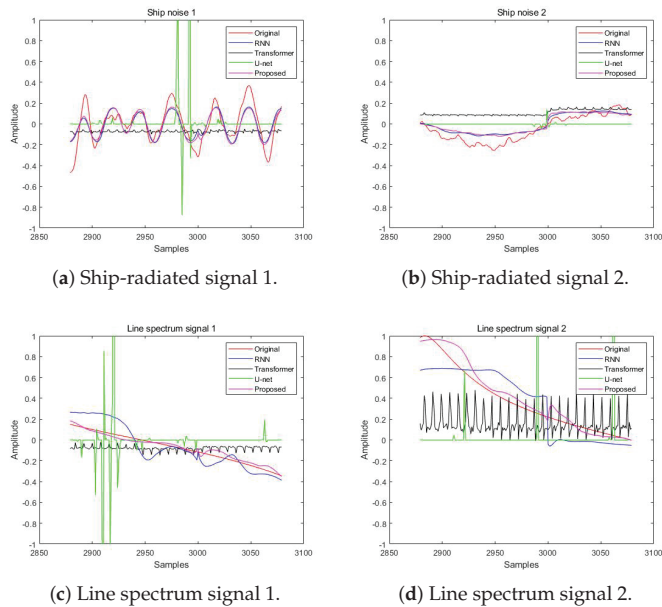 Ship noise 1
Original
RNN
Transformer
U-net
Proposed
Amplitude
1
0.8
0.6
0.4
0.2
0
-0.2
-0.4
-0.6
-0.8
-1
2850 2900 2950 3000 3050 3100
Samples
(a) Ship-radiated signal 1.
Ship noise 2
Original
RNN
Transformer
U-net
Proposed
Amplitude
1
0.8
0.6
0.4
0.2
0
-0.2
-0.4
-0.6
-0.8
-1
2850 2900 2950 3000 3050 3100
Samples
(b) Ship-radiated signal 2.
Line spectrum signal 1
Original
RNN
Transformer
U-net
Proposed
Amplitude
1
0.8
0.6
0.4
0.2
0
-0.2
-0.4
-0.6
-0.8
-1
2850 2900 2950 3000 3050 3100
Samples
(c) Line spectrum signal 1.
Line spectrum signal 2
Original
RNN
Transformer
U-net
Proposed
Amplitude
1
0.8
0.6
0.4
0.2
0
-0.2
-0.4
-0.6
-0.8
-1
2850 2900 2950 3000 3050 3100
Samples
(d) Line spectrum signal 2.